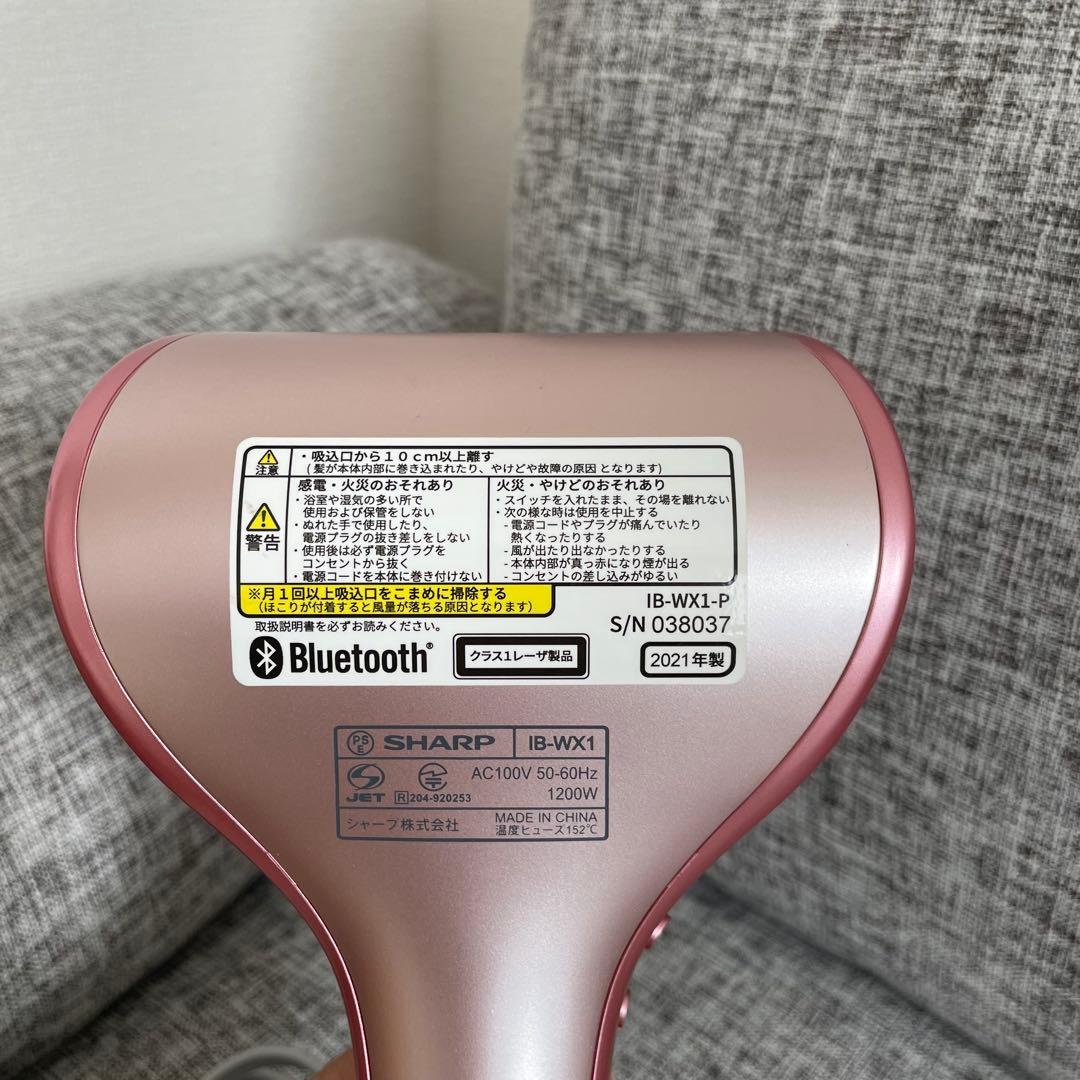 注意
・吸込口から１０ｃｍ以上離す
(髪が本体内部に巻き込まれたり、やけどや故障の原因 となります)
警告
感電・火災のおそれあり
・浴室や湿気の多い所で
使用および保管をしない
・ぬれた手で使用したり、
電源プラグの抜き差しをしない
・使用後は必ず電源プラグを
コンセントから抜く
・電源コードを本体に巻き付けない
火災・やけどのおそれあり
・スイッチを入れたまま、その場を離れない
・次の様な時は使用を中止する
- 電源コードやプラグが痛んでいたり
熱くなったりする
- 風が出たり出なかったりする
- 本体内部が真っ赤になり煙が出る
- コンセントの差し込みがゆるい
※月１回以上吸込口をこまめに掃除する
(ほこりが付着すると風量が落ちる原因となります)
取扱説明書を必ずお読みください。
IB-WX1-P
S/N 038037
Bluetooth®
クラス1レーザ製品
2021年製
PSE SHARP IB-WX1
JET R 204-920253
AC100V 50-60Hz
1200W
シャープ株式会社
MADE IN CHINA
温度ヒューズ152℃